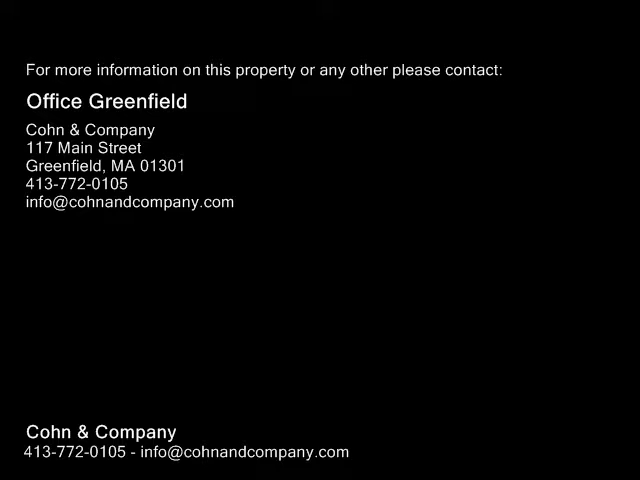 For more information on this property or any other please contact:
Office Greenfield
Cohn & Company
117 Main Street
Greenfield, MA 01301
413-772-0105
info@cohnandcompany.com
Cohn & Company
413-772-0105 - info@cohnandcompany.com